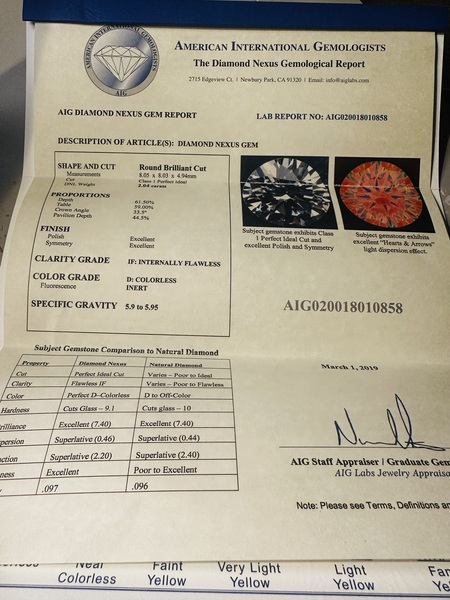 AMERICAN INTERNATIONAL GEMOLOGISTS
AIG
AMERICAN INTERNATIONAL GEMOLOGISTS
The Diamond Nexus Gemological Report
2715 Edgeview Ct. | Newbury Park, CA 91320 | Email: info@aiglabs.com
AIG DIAMOND NEXUS GEM REPORT
LAB REPORT NO: AIG020018010858
DESCRIPTION OF ARTICLE(S): DIAMOND NEXUS GEM
SHAPE AND CUT Round Brilliant Cut
Measurements 8.05 x 8.03 x 4.94mm
Cut Class 1 Perfect Ideal
DNL Weight 2.04 carats
PROPORTIONS
Depth 61.50%
Table 59.00%
Crown Angle 33.5°
Pavilion Depth 44.5%
FINISH
Polish Excellent
Symmetry Excellent
CLARITY GRADE IF: INTERNALLY FLAWLESS
COLOR GRADE D: COLORLESS
Fluorescence INERT
SPECIFIC GRAVITY 5.9 to 5.95
Subject gemstone exhibits Class
1 Perfect Ideal Cut and
excellent Polish and Symmetry
Subject gemstone exhibits
excellent "Hearts & Arrows"
light dispersion effect.
AIG020018010858
Subject Gemstone Comparison to Natural Diamond
Property Diamond Nexus Natural Diamond
Cut Perfect Ideal Cut Varies – Poor to Ideal
Clarity Flawless IF Varies – Poor to Flawless
Color Perfect D–Colorless D to Off-Color
Hardness Cuts Glass – 9.1 Cuts glass – 10
rilliance Excellent (7.40) Excellent (7.40)
persion Superlative (0.46) Superlative (0.44)
ction Superlative (2.20) Superlative (2.40)
ness Excellent Poor to Excellent
.097 .096
March 1, 2019
AIG Staff Appraiser / Graduate Gem
AIG Labs Jewelry Appraisa
Note: Please see Terms, Definitions an
Near Colorless
Faint Yellow
Very Light Yellow
Light Yellow